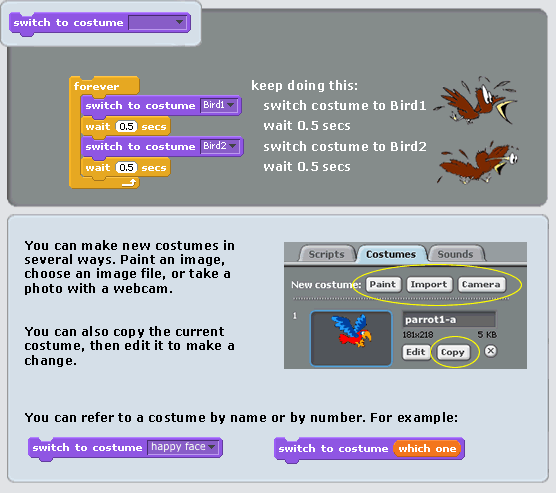 switch to costume
forever
switch to costume Bird1
wait 0.5 secs
switch to costume Bird2
wait 0.5 secs
keep doing this:
switch costume to Bird1
wait 0.5 secs
switch costume to Bird2
wait 0.5 secs
You can make new costumes in
several ways. Paint an image,
choose an image file, or take a
photo with a webcam.
You can also copy the current
costume, then edit it to make a
change.
Scripts Costumes Sounds
New costume: Paint Import Camera
1
parrot1-a
181x218 5 KB
Edit Copy
You can refer to a costume by name or by number. For example:
switch to costume happy face
switch to costume which one